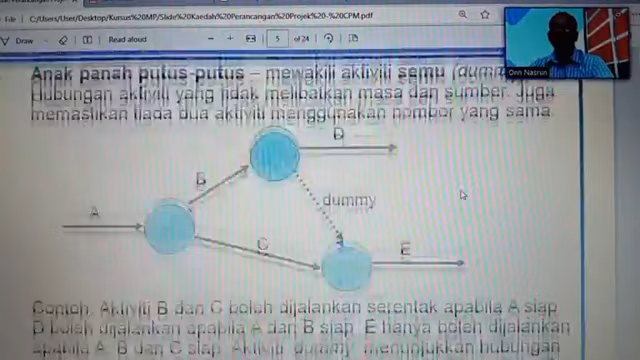 C:/Users/User/Desktop/Kursus%20MP/Slide%20Kaedah%20Perancangan%20Projek%20-%20CPM.pdf
Draw
Read aloud
5 of 24
Onn Nasrun
Anak panah putus-putus – mewakili aktiviti semu (dummy
Hubungan aktiviti yang tidak melibatkan masa dan sumber. Juga
memastikan tiada dua aktiviti menggunakan nombor yang sama.
D
B
dummy
A
C
E
Contoh, Aktiviti B dan C boleh dijalankan serentak apabila A siap
D boleh dijalankan apabila A dan B siap. E hanya boleh dijalankan
apabila A, B dan C siap. Aktiviti dummy menunjukkan hubungan